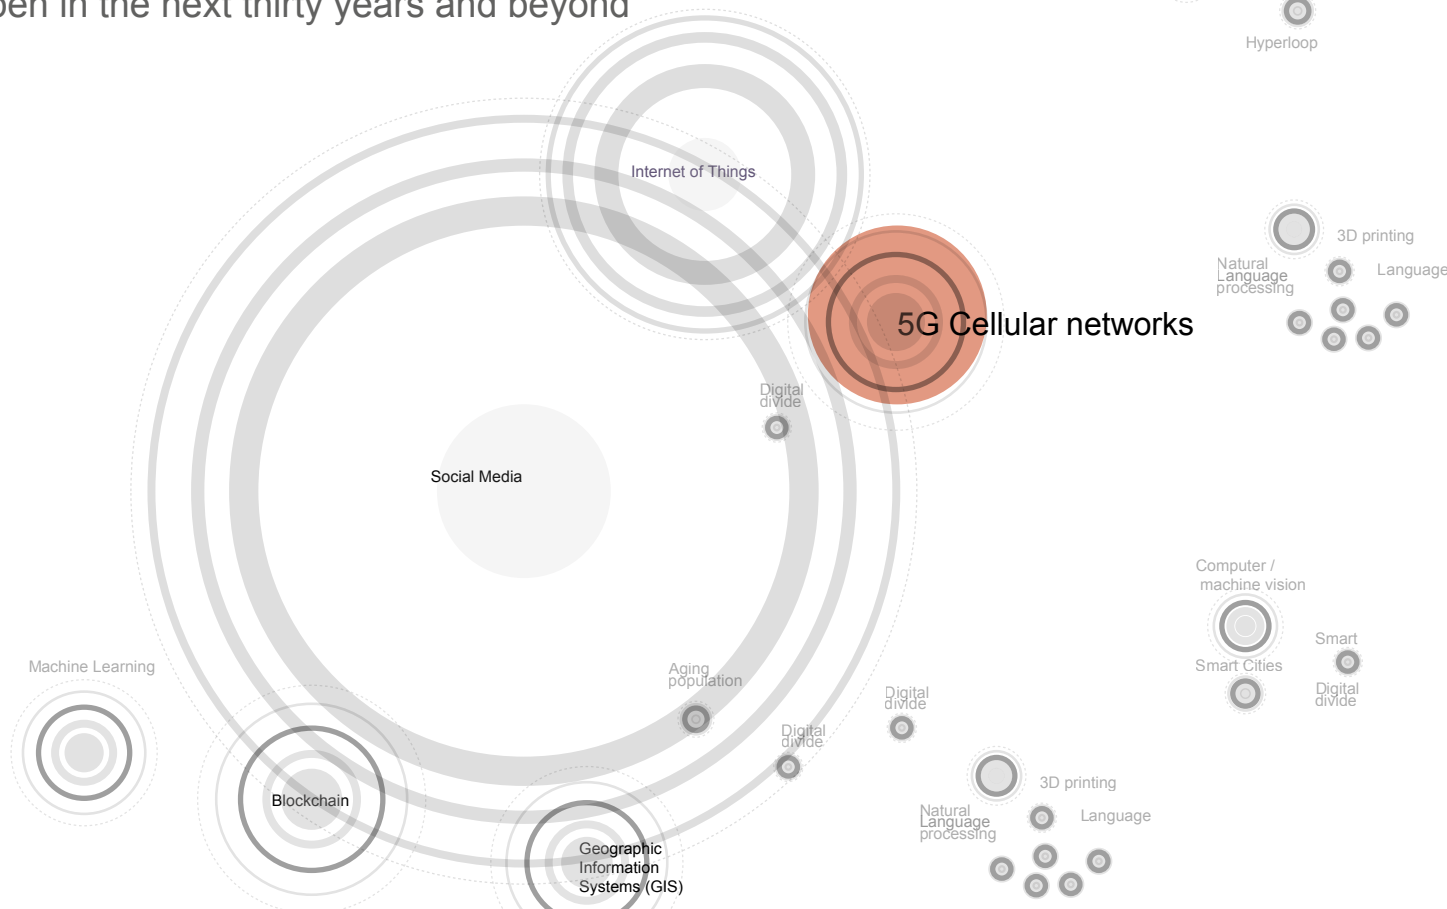 pen in the next thirty years and beyond
Hyperloop
Internet of Things
3D printing
Natural
Language
processing
Language
5G Cellular networks
Digital
divide
Social Media
Computer /
machine vision
Smart
Smart Cities
Digital
divide
Machine Learning
Aging
population
Digital
divide
Digital
divide
3D printing
Natural
Language
processing
Language
Blockchain
Geographic
Information
Systems (GIS)